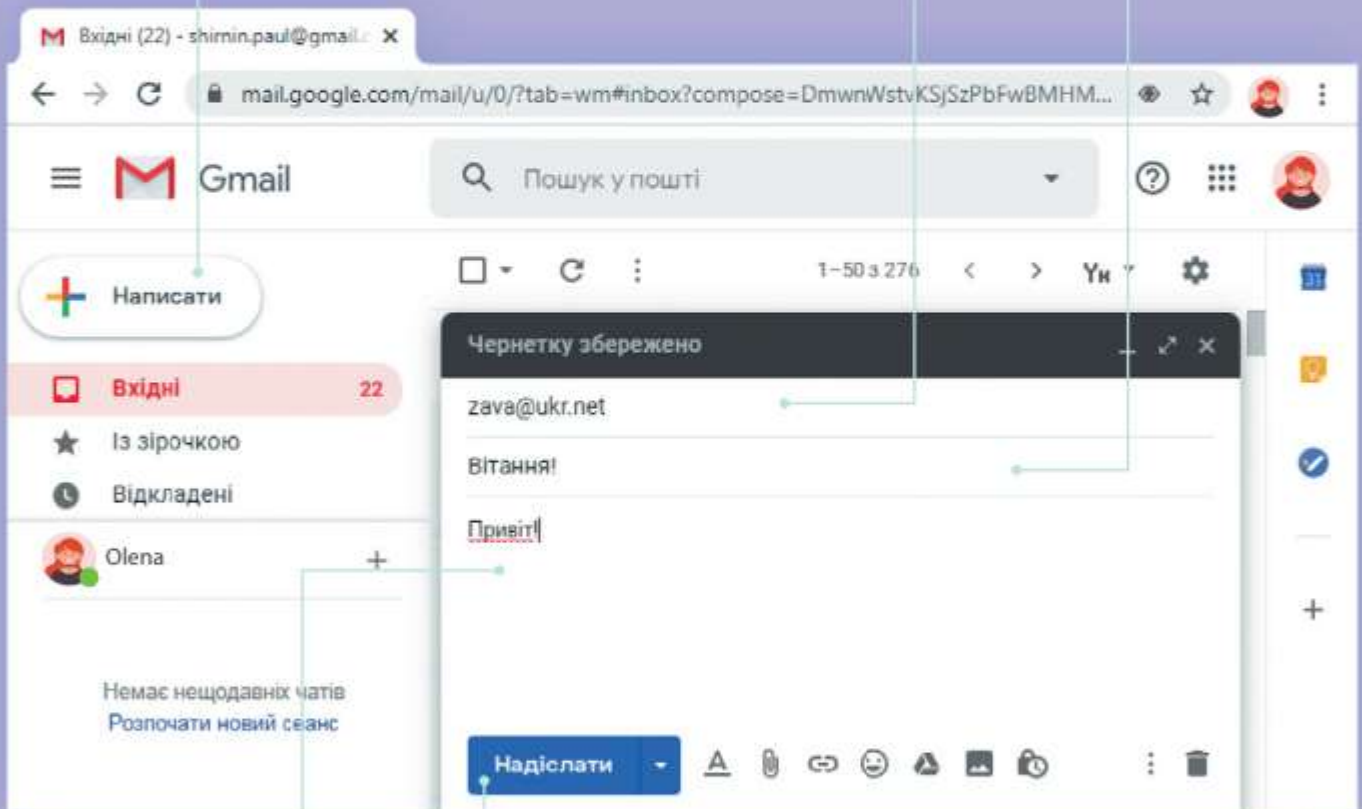 Вхідні (22) - shimin.paul@gmail.c
mail.google.com/mail/u/0/?tab=wm#inbox?compose=DmwnWstvKSjSzPbFwBMHM...
Gmail
Пошук у пошті
Написати
1-50 з 276
Ун
Вхідні 22
Із зірочкою
Відкладені
Olena
Немає нещодавніх чатів
Розпочати новий сеанс
Чернетку збережено
zava@ukr.net
Вітання!
Привіт!
Надіслати
31